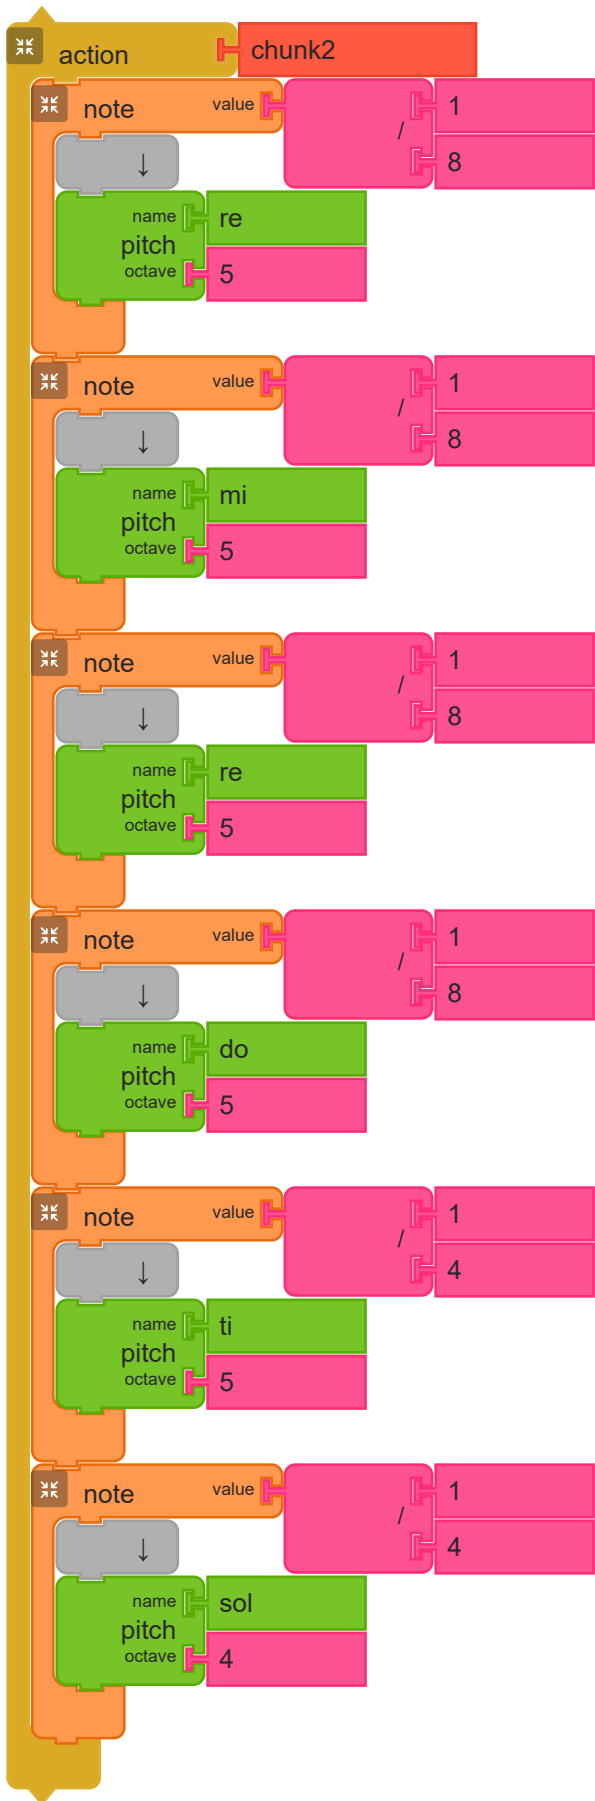 action chunk2
note value / 1
8
↓
name re
pitch
octave 5
note value / 1
8
↓
name mi
pitch
octave 5
note value / 1
8
↓
name re
pitch
octave 5
note value / 1
8
↓
name do
pitch
octave 5
note value / 1
4
↓
name ti
pitch
octave 5
note value / 1
4
↓
name sol
pitch
octave 4